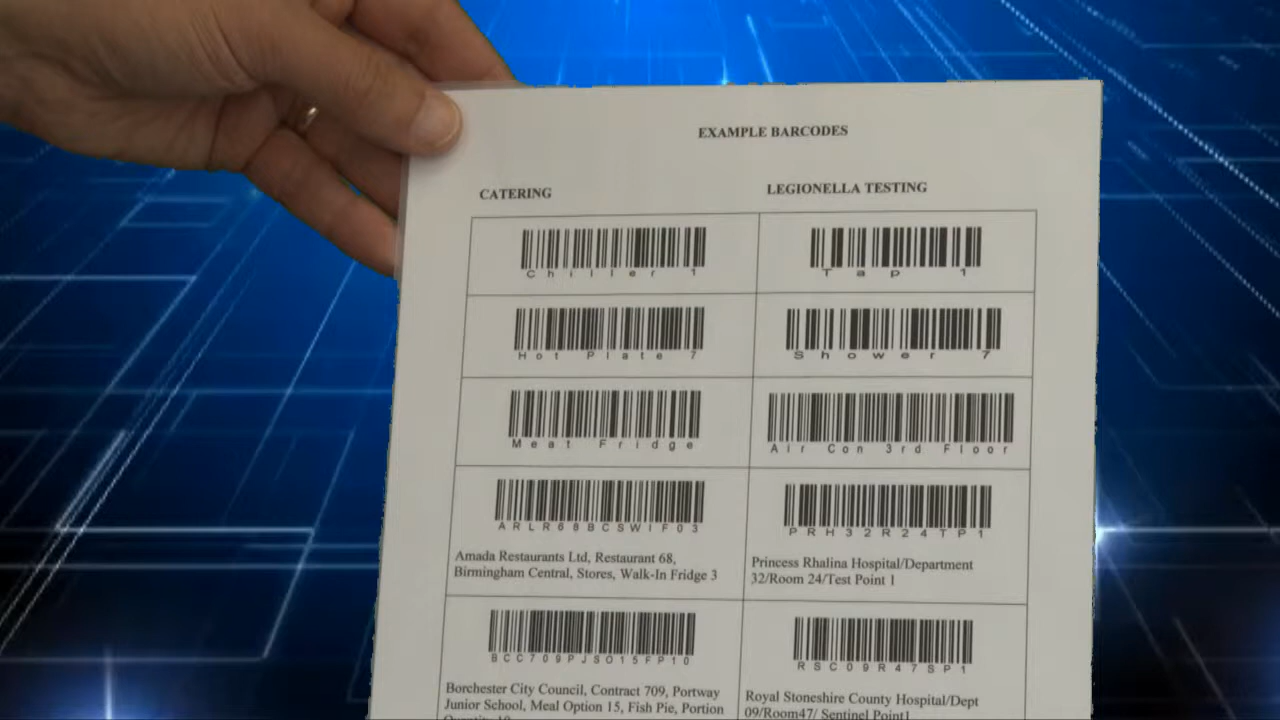 EXAMPLE BARCODES
CATERING
LEGIONELLA TESTING
Chiller 1
Tap 1
Hot Plate 7
Shower 7
Meat Fridge
Air Con 3rd Floor
ARLR68BCSWIF03
Amada Restaurants Ltd, Restaurant 68,
Birmingham Central, Stores, Walk-In Fridge 3
PRH32R24TP1
Princess Rhalina Hospital/Department
32/Room 24/Test Point 1
BCC709PJSO15FP10
Borchester City Council, Contract 709, Portway
Junior School, Meal Option 15, Fish Pie, Portion
RSC09R47SP1
Royal Stoneshire County Hospital/Dept
09/Room47/ Sentinel Point1